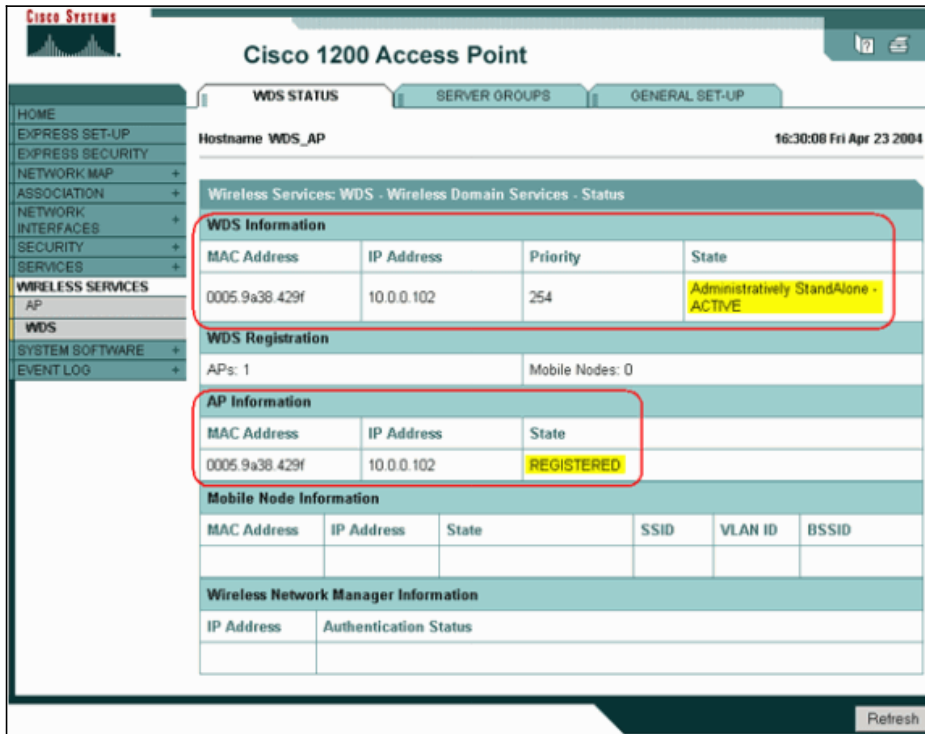 CISCO SYSTEMS
Cisco 1200 Access Point
WDS STATUS
SERVER GROUPS
GENERAL SET-UP
HOME
EXPRESS SET-UP
EXPRESS SECURITY
NETWORK MAP +
ASSOCIATION +
NETWORK INTERFACES +
SECURITY +
SERVICES +
WIRELESS SERVICES
AP
WDS
SYSTEM SOFTWARE +
EVENT LOG +
Hostname WDS_AP
16:30:08 Fri Apr 23 2004
Wireless Services: WDS - Wireless Domain Services - Status
WDS Information
MAC Address IP Address Priority State
0005.9a38.429f 10.0.0.102 254 Administratively StandAlone - ACTIVE
WDS Registration
APs: 1 Mobile Nodes: 0
AP Information
MAC Address IP Address State
0005.9a38.429f 10.0.0.102 REGISTERED
Mobile Node Information
MAC Address IP Address State SSID VLAN ID BSSID
Wireless Network Manager Information
IP Address Authentication Status
Refresh